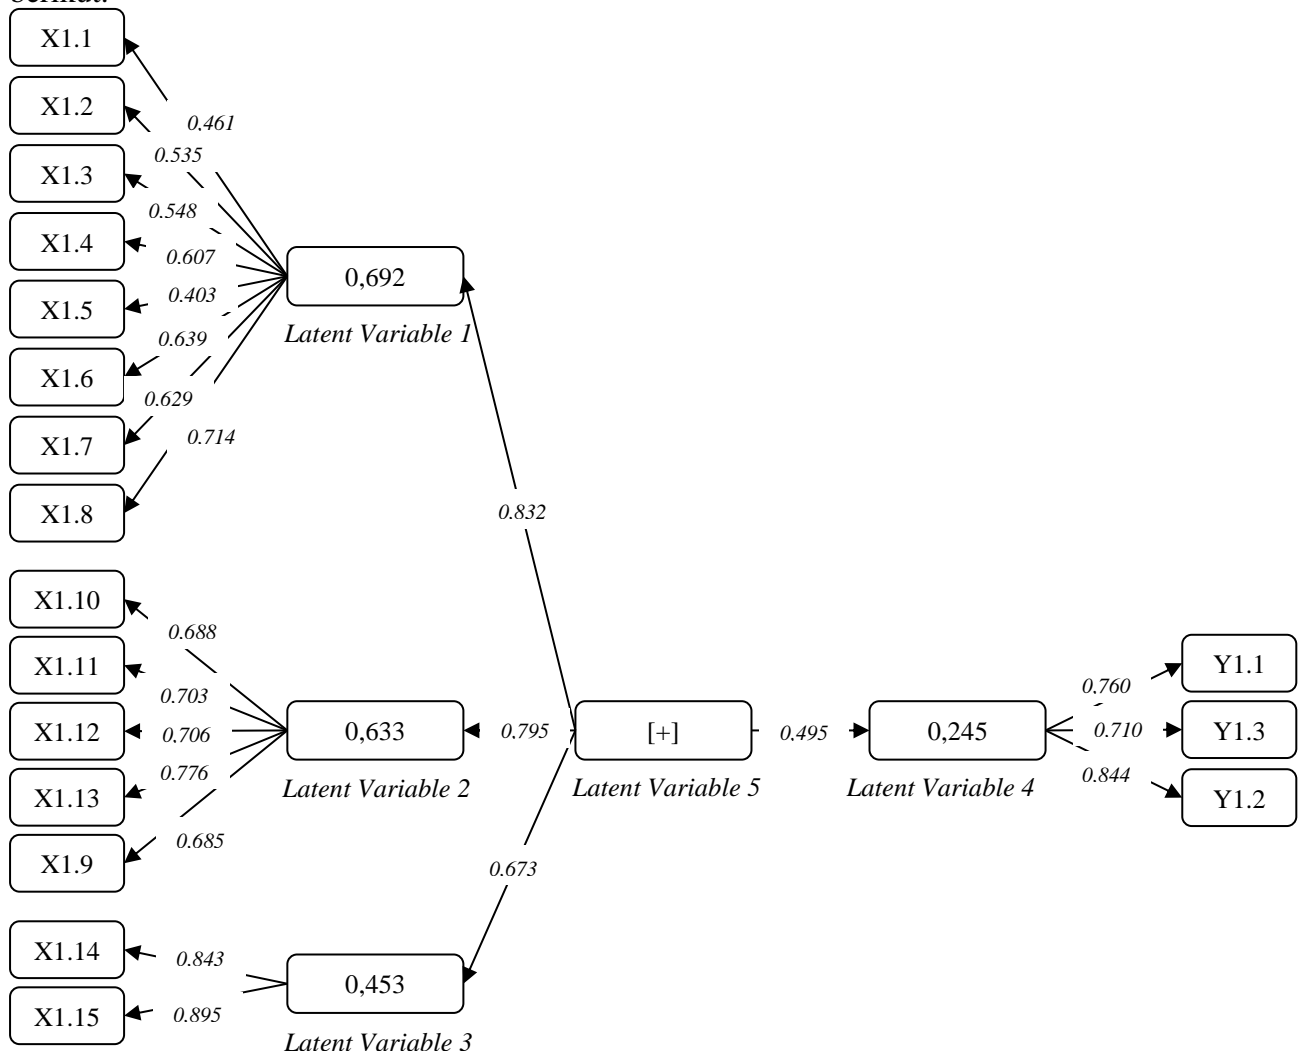 X1.1
X1.2
X1.3
X1.4
X1.5
X1.6
X1.7
X1.8
0.461
0.535
0.548
0.607
0.403
0.639
0.629
0.714
0,692
Latent Variable 1
0.832
X1.10
X1.11
X1.12
X1.13
X1.9
0.688
0.703
0.706
0.776
0.685
0,633
Latent Variable 2
0.795
[+]
Latent Variable 5
0.495
0,245
Latent Variable 4
0.760
0.710
0.844
Y1.1
Y1.3
Y1.2
0.673
X1.14
X1.15
0.843
0.895
0,453
Latent Variable 3